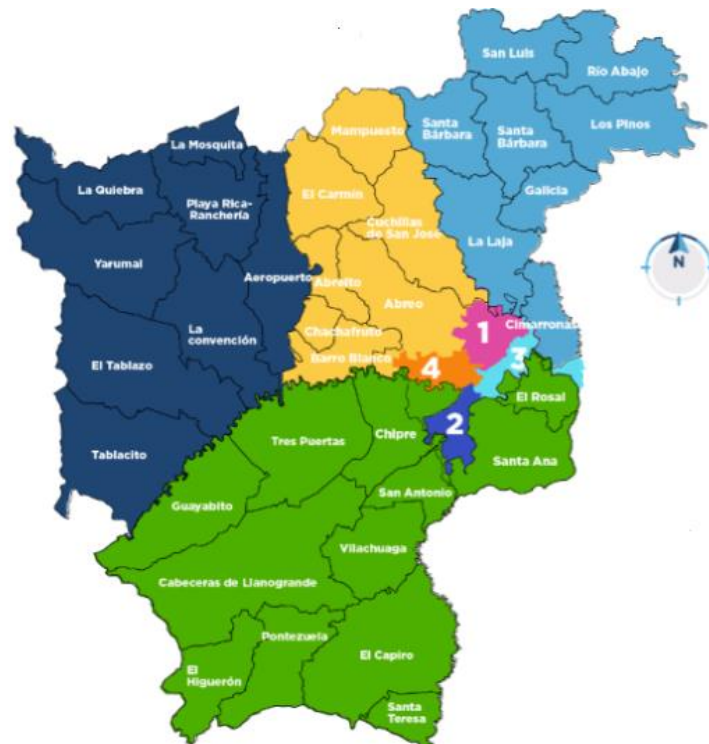 San Luis
Río Abajo
Mampuesto
Santa
Bárbara
Santa
Bárbara
Los Pinos
La Mosquita
La Quiebra
Playa Rica-
Ranchería
El Carmín
Galicia
Cuchillas
de San José
La Laja
Yarumal
Aeropuerto
Abreito
Abreo
N
La
convención
Chachafruto
1
Cimarronas
Barro Blanco
4
3
El Tablazo
El Rosal
2
Tres Puertas
Chipre
Tablacito
Santa Ana
San Antonio
Guayabito
Vilachuaga
Cabeceras de Llanogrande
Pontezuela
El Capiro
El
Higuerón
Santa
Teresa